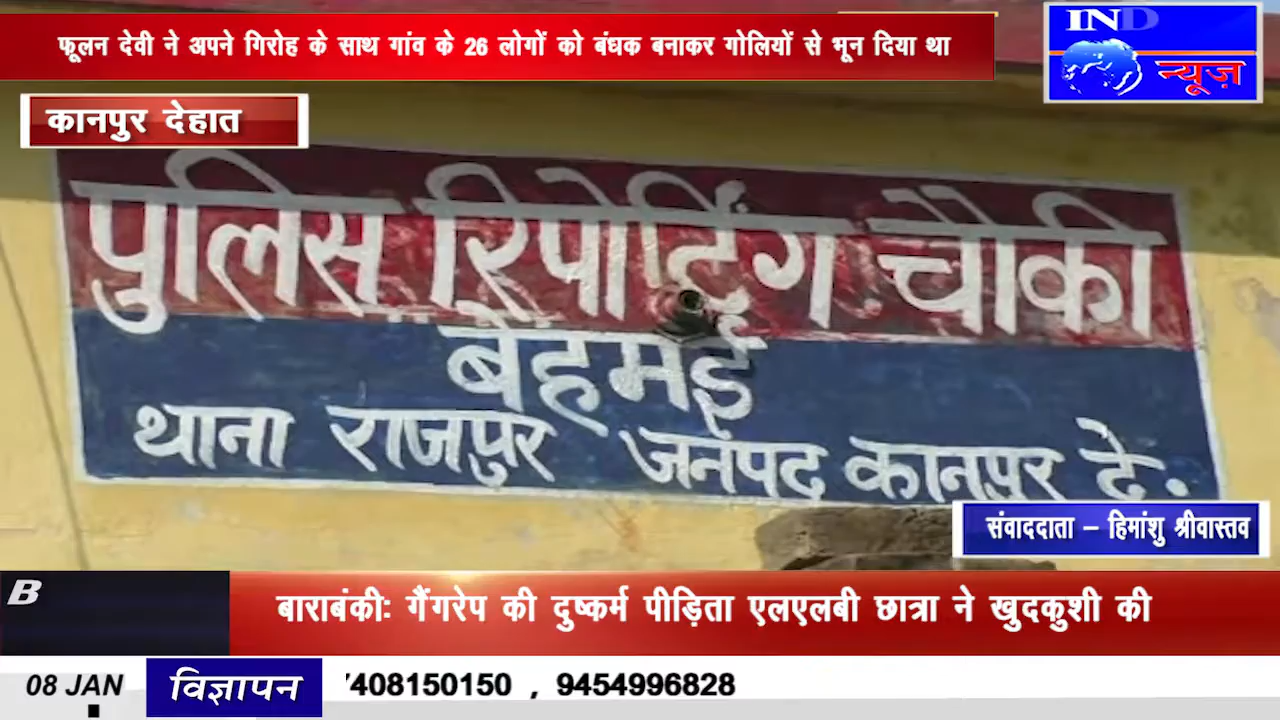 फूलन देवी ने अपने गिरोह के साथ गांव के 26 लोगों को बंधक बनाकर गोलियों से भून दिया था
IND
न्यूज़
कानपुर देहात
पुलिस रिपोर्टिंग चौकी
बेहमई
थाना राजपुर जनपद कानपुर दे.
संवाददाता – हिमांशु श्रीवास्तव
B
बाराबंकीः गैंगरेप की दुष्कर्म पीड़िता एलएलबी छात्रा ने खुदकुशी की
08 JAN
विज्ञापन
7408150150 , 9454996828